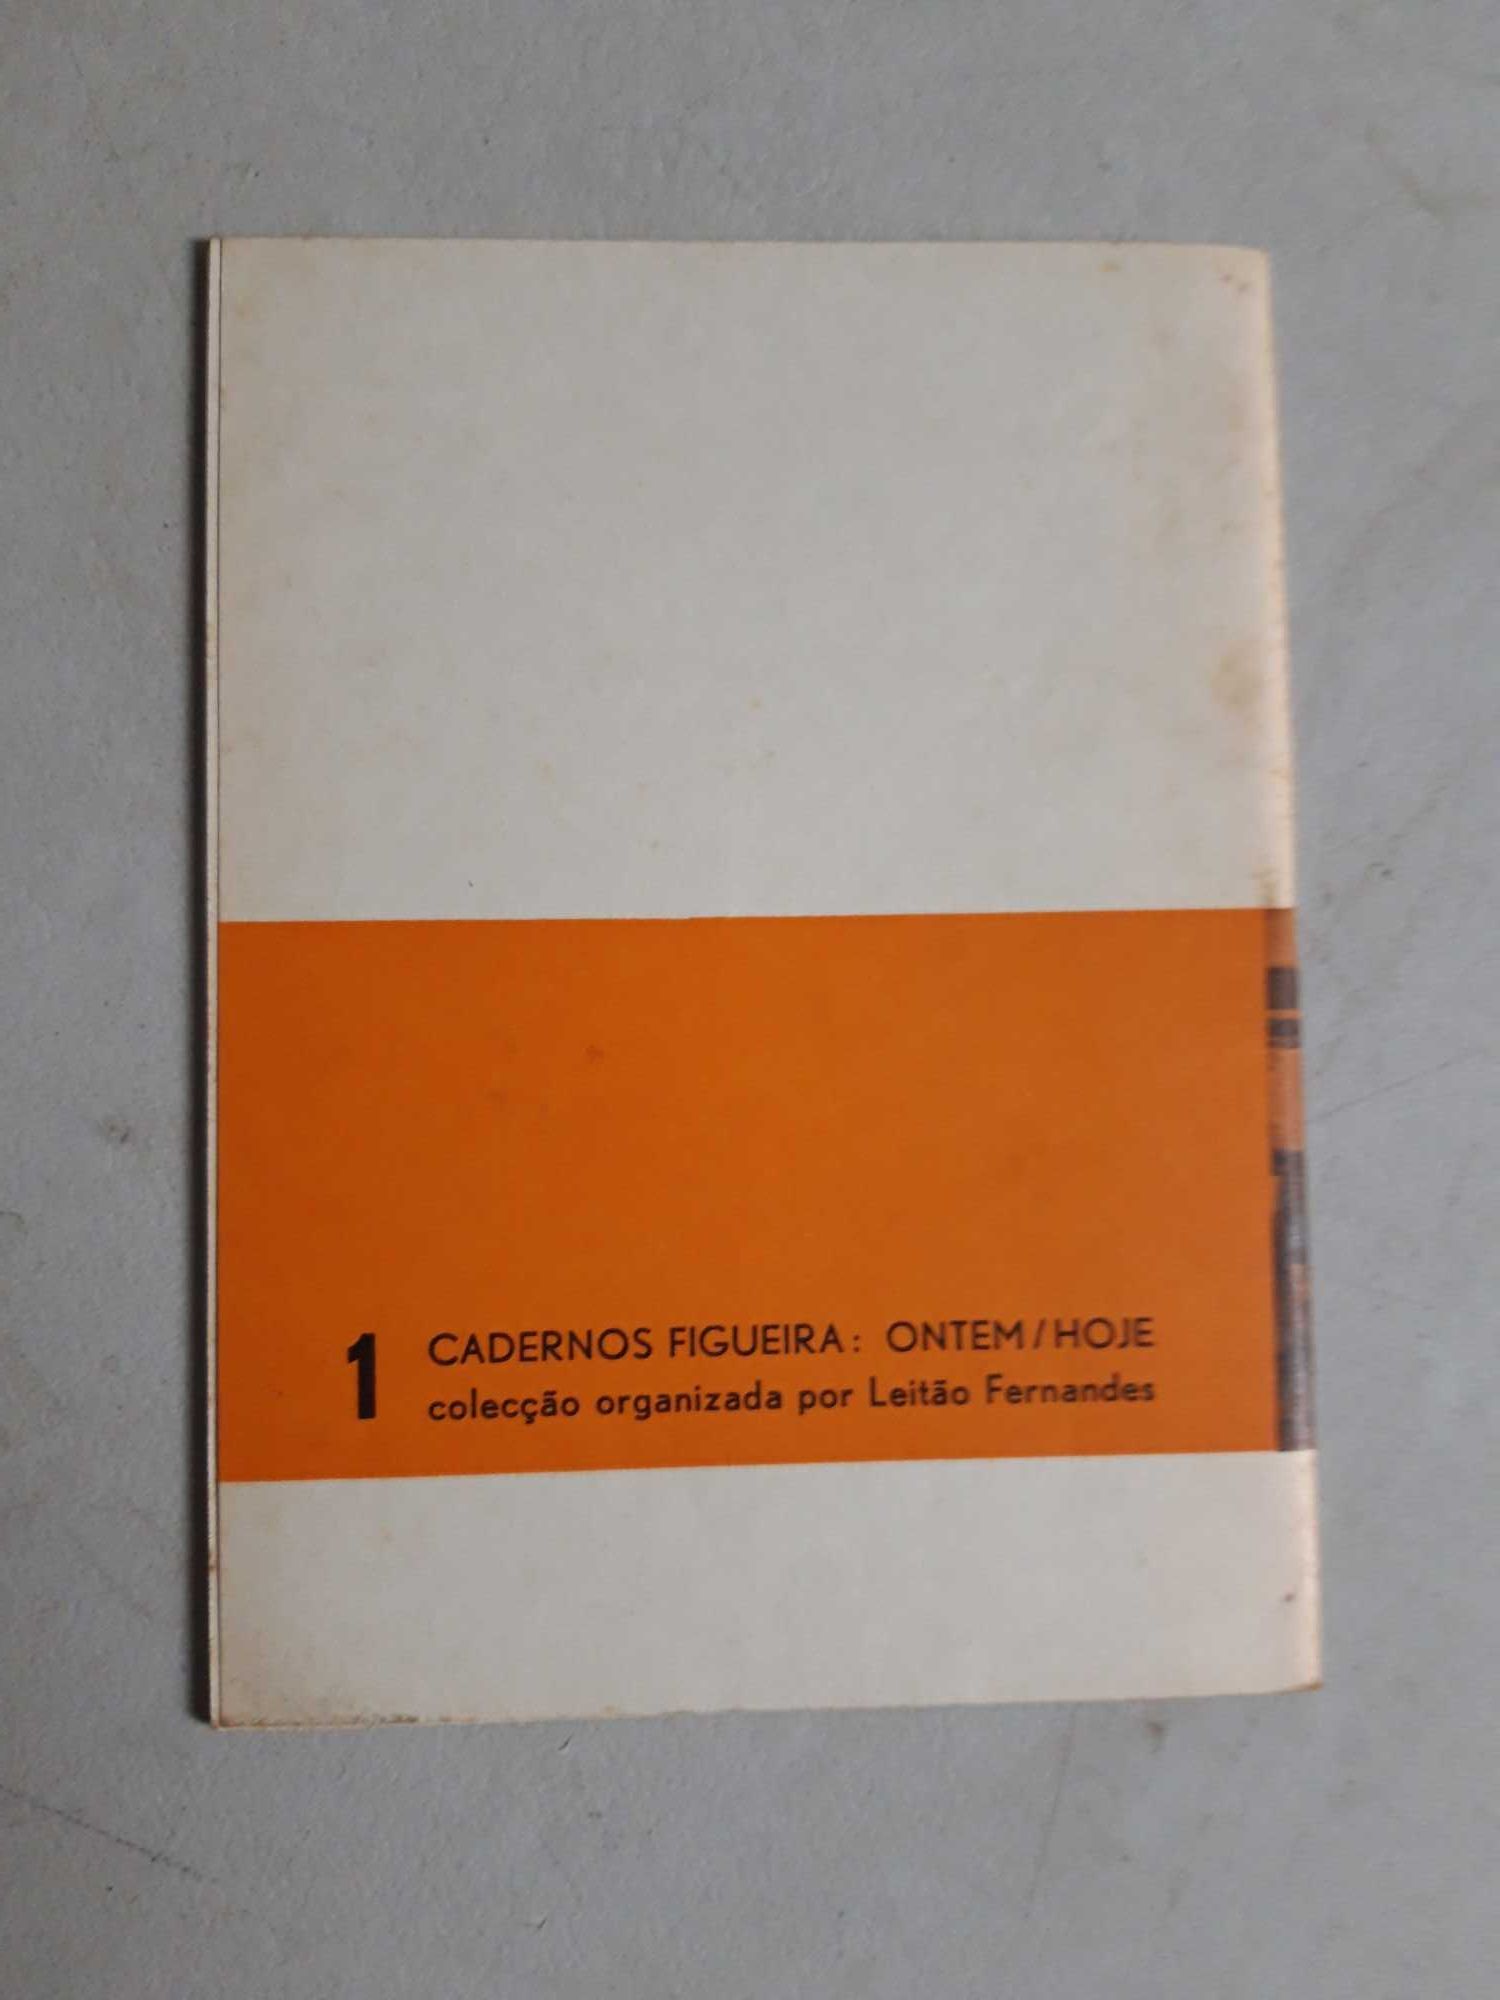 1
CADERNOS FIGUEIRA: ONTEM/HOJE
colecção organizada por Leitão Fernandes